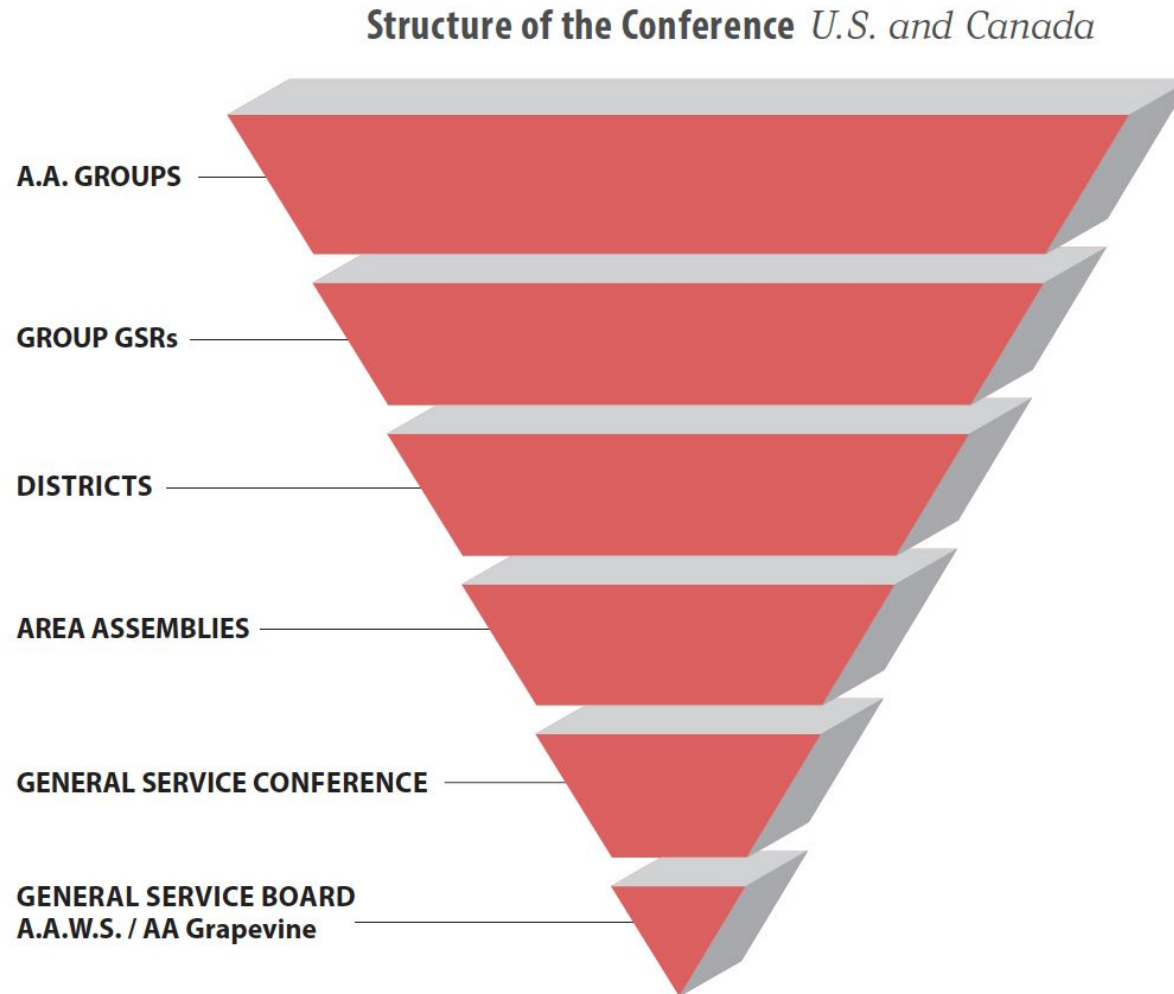 Structure of the Conference U.S. and Canada
A.A. GROUPS
GROUP GSRs
DISTRICTS
AREA ASSEMBLIES
GENERAL SERVICE CONFERENCE
GENERAL SERVICE BOARD
A.A.W.S. / AA Grapevine